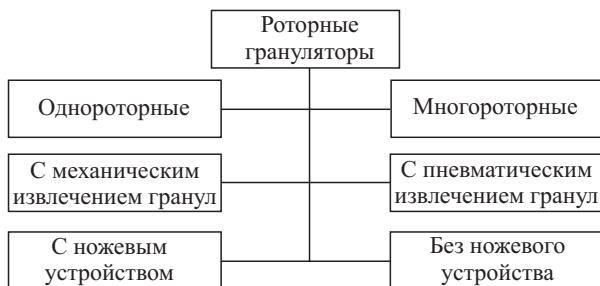 Роторные
грануляторы
Однороторные
Многороторные
С механическим
извлечением гранул
С пневматическим
извлечением гранул
С ножевым
устройством
Без ножевого
устройства